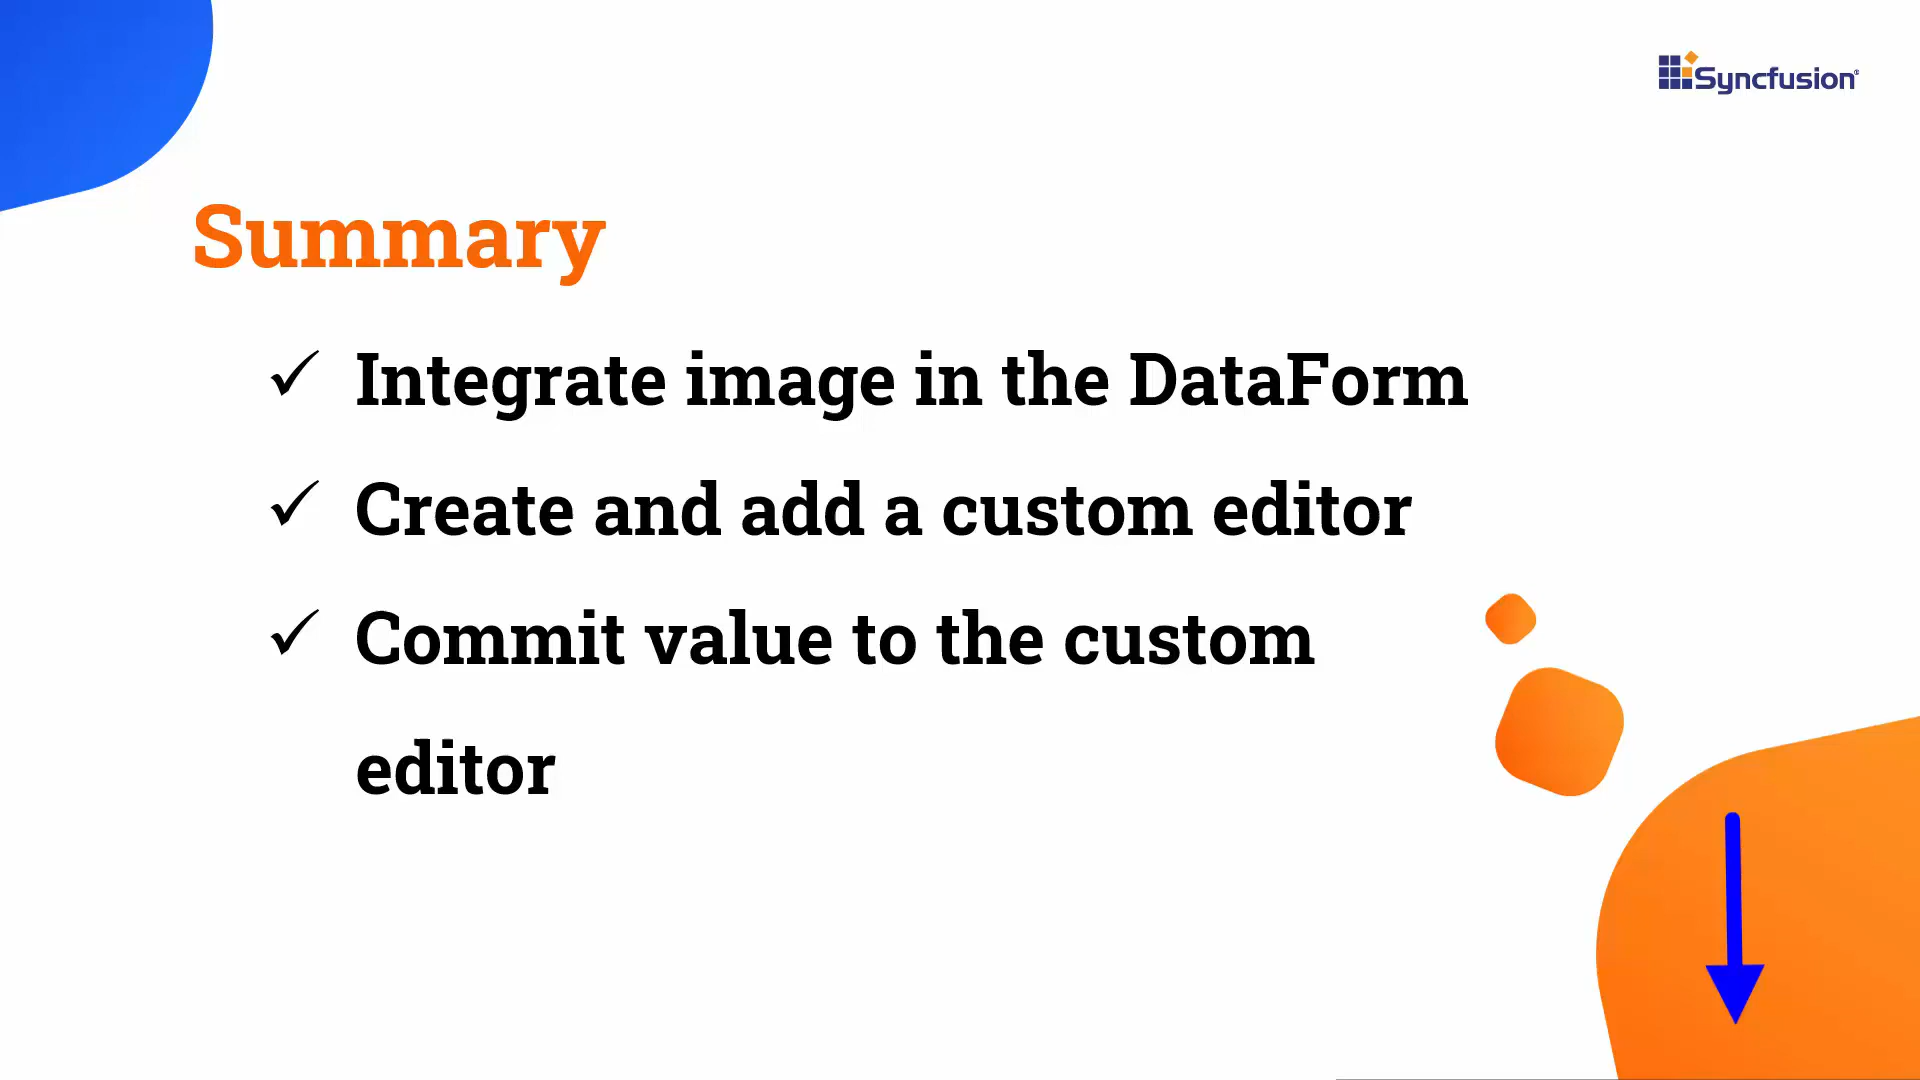 Syncfusion
Summary
✓ Integrate image in the DataForm
✓ Create and add a custom editor
✓ Commit value to the custom
editor